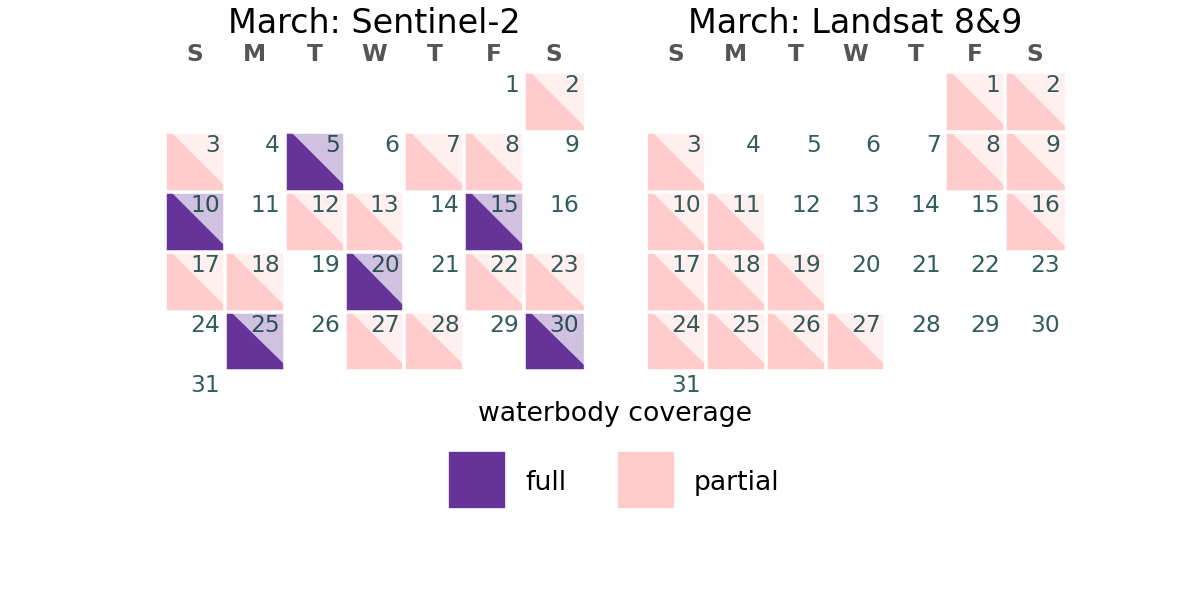 March: Sentinel-2
S M T W T F S
1 2
3 4 5 6 7 8 9
10 11 12 13 14 15 16
17 18 19 20 21 22 23
24 25 26 27 28 29 30
31
March: Landsat 8&9
S M T W T F S
1 2
3 4 5 6 7 8 9
10 11 12 13 14 15 16
17 18 19 20 21 22 23
24 25 26 27 28 29 30
31
waterbody coverage
full partial